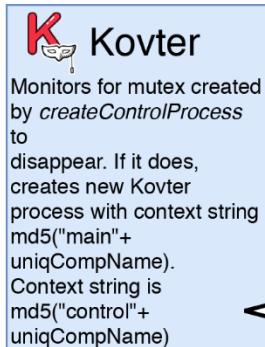 Kovter
Monitors for mutex created
by createControlProcess
to
disappear. If it does,
creates new Kovter
process with context string
md5("main"+
uniqCompName).
Context string is
md5("control"+
uniqCompName)